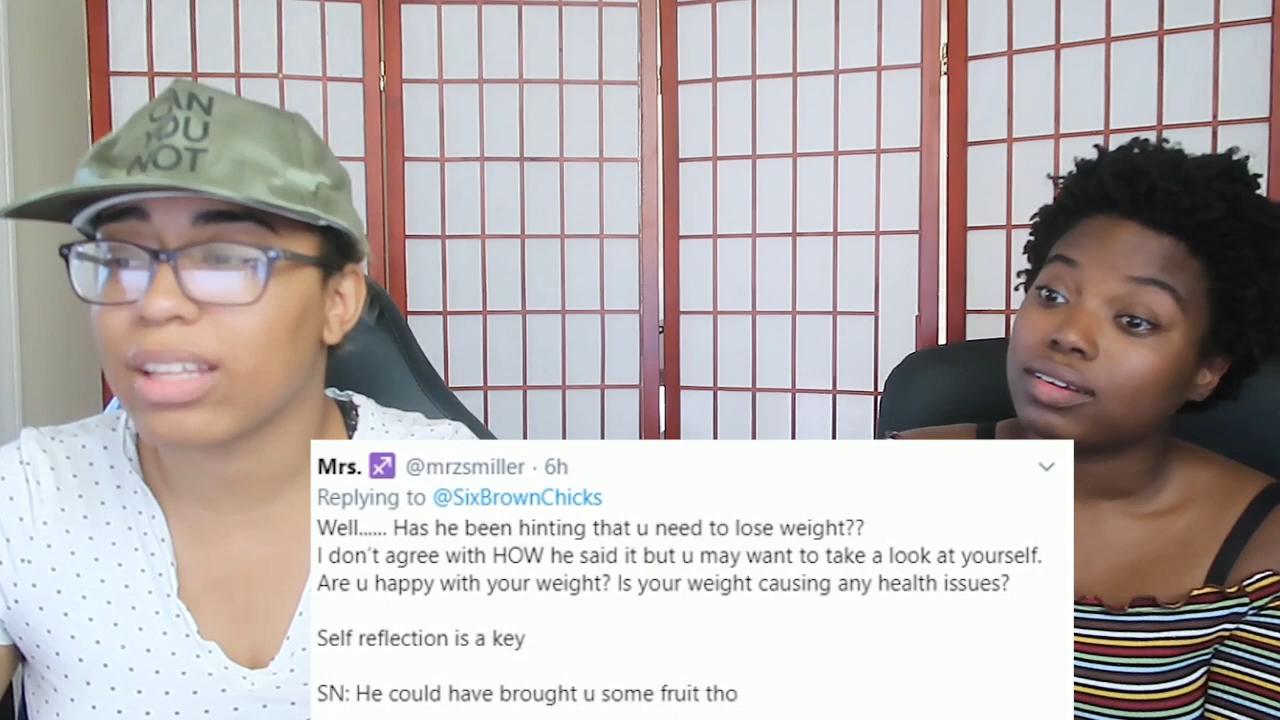 CAN
YOU
NOT
Mrs. ♐ @mrzsmiller · 6h
Replying to @SixBrownChicks
Well...... Has he been hinting that u need to lose weight??
I don't agree with HOW he said it but u may want to take a look at yourself.
Are u happy with your weight? Is your weight causing any health issues?
Self reflection is a key
SN: He could have brought u some fruit tho